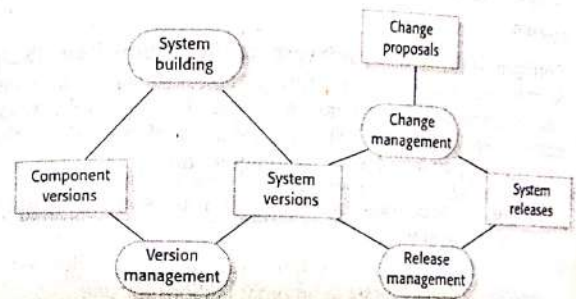 System
building
Change
proposals
Change
management
Component
versions
System
versions
System
releases
Version
management
Release
management